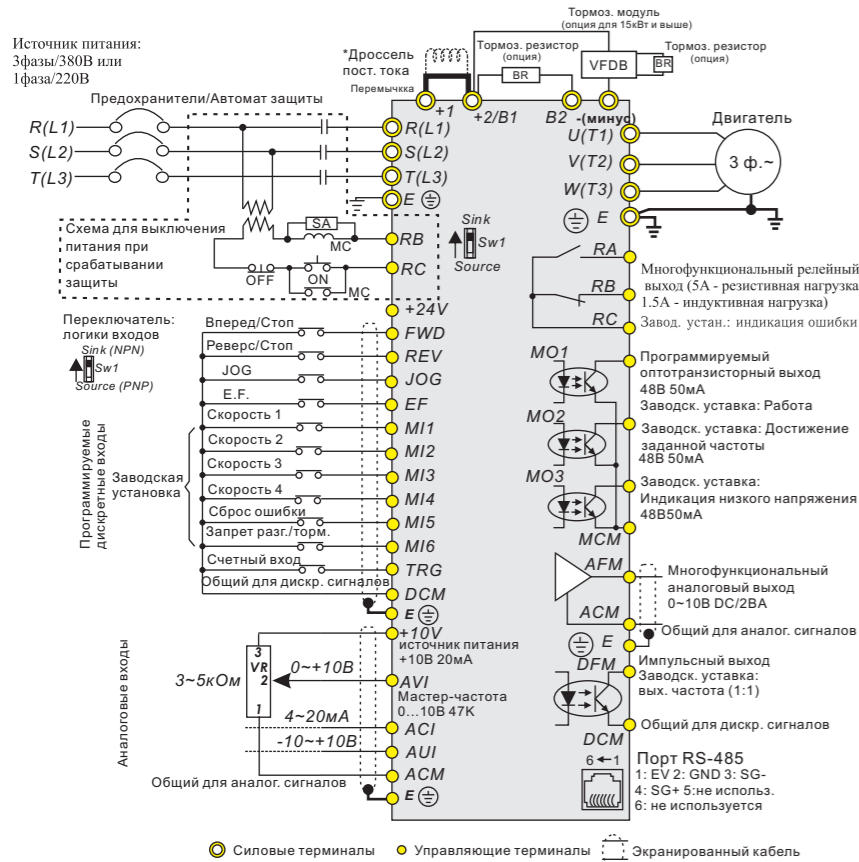 Источник питания:
3фазы/380В или
1фаза/220В
*Дроссель
пост. тока
Перемычка
Тормоз. модуль
(опция для 15кВт и выше)
Тормоз. резистор
(опция)
BR
VFDB
BR
Тормоз. резистор
(опция)
Предохранители/Автомат защиты
+1
+2/B1
B2
-(минус)
R(L1)
S(L2)
T(L3)
R(L1)
S(L2)
T(L3)
E
U(T1)
V(T2)
W(T3)
E
Двигатель
3 ф.~
Схема для выключения
питания при
срабатывании
защиты
SA
MC
OFF
ON
MC
RB
RC
Sink
Sw1
Source
RA
RB
RC
Многофункциональный релейный
выход (5А - резистивная нагрузка
1.5А - индуктивная нагрузка)
Завод. устан.: индикация ошибки
Переключатель:
логики входов
Sink (NPN)
Sw1
Source (PNP)
+24V
Вперед/Стоп
FWD
Реверс/Стоп
REV
JOG
JOG
E.F.
EF
Скорость 1
MI1
Скорость 2
MI2
Скорость 3
MI3
Скорость 4
MI4
Сброс ошибки
MI5
Запрет разг./торм.
MI6
Счетный вход
TRG
Общий для дискр. сигналов
DCM
E
Программируемые
дискретные входы
Заводская
установка
MO1
Программируемый
оптотранзисторный выход
48В 50мА
Заводск. уставка: Работа
MO2
Заводск. уставка: Достижение
заданной частоты
48В 50мА
MO3
Заводск. уставка:
Индикация низкого напряжения
48В50мА
MCM
AFM
Многофункциональный
аналоговый выход
0~10В DC/2ВА
ACM
Общий для аналог. сигналов
E
DFM
Импульсный выход
Заводск. уставка:
вых. частота (1:1)
Общий для дискр. сигналов
DCM
Аналоговые входы
3~5кОм
3
VR
2
1
+10V
источник питания
+10В 20мА
0~+10В
AVI
Мастер-частота
0...10В 47K
4~20мА
ACI
-10~+10В
AUI
ACM
Общий для аналог. сигналов
E
6←1
Порт RS-485
1: EV 2: GND 3: SG-
4: SG+ 5:не использ.
6: не используется
Силовые терминалы
Управляющие терминалы
Экранированный кабель